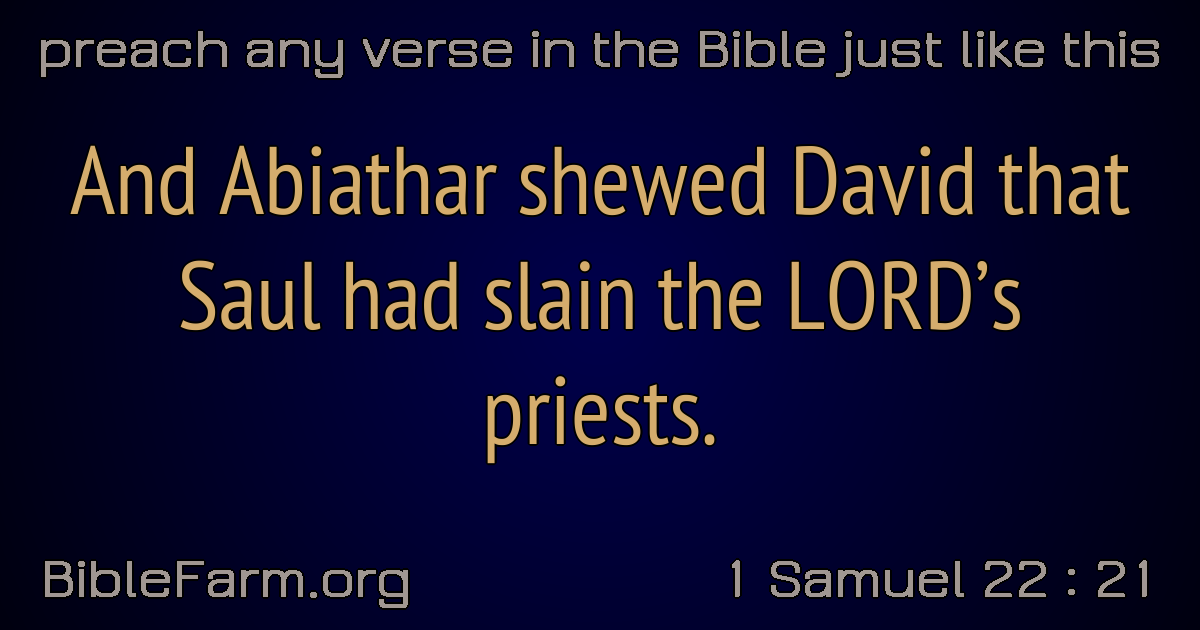 preach any verse in the Bible just like this
And Abiathar shewed David that
Saul had slain the LORD’s
priests.
BibleFarm.org
1 Samuel 22 : 21